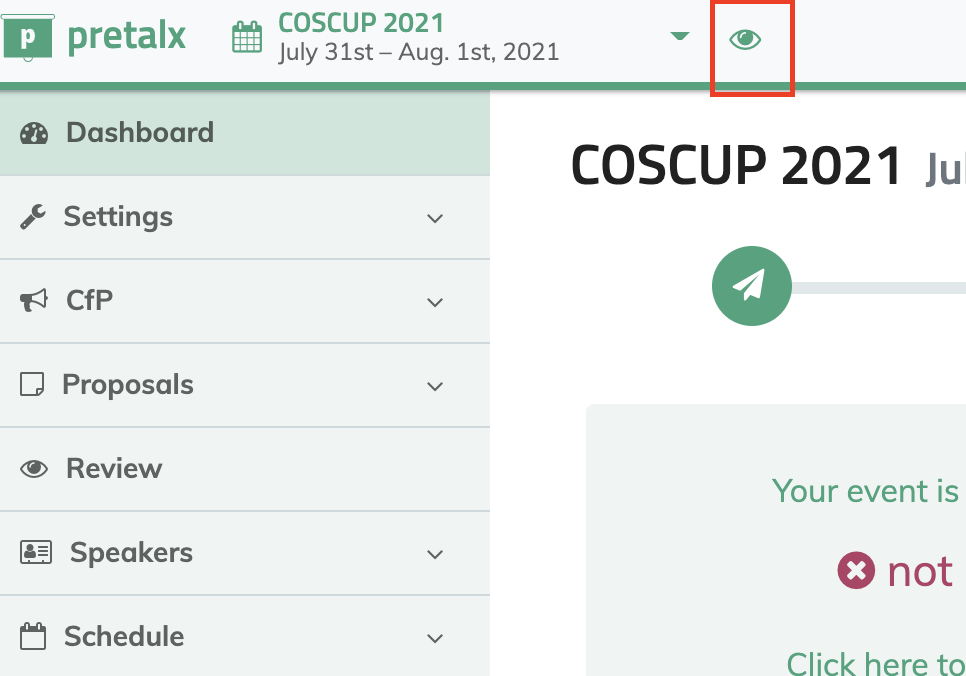 p pretalx
COSCUP 2021
July 31st – Aug. 1st, 2021
Dashboard
Settings
CfP
Proposals
Review
Speakers
Schedule
COSCUP 2021 Jul
Your event is
not
Click here to